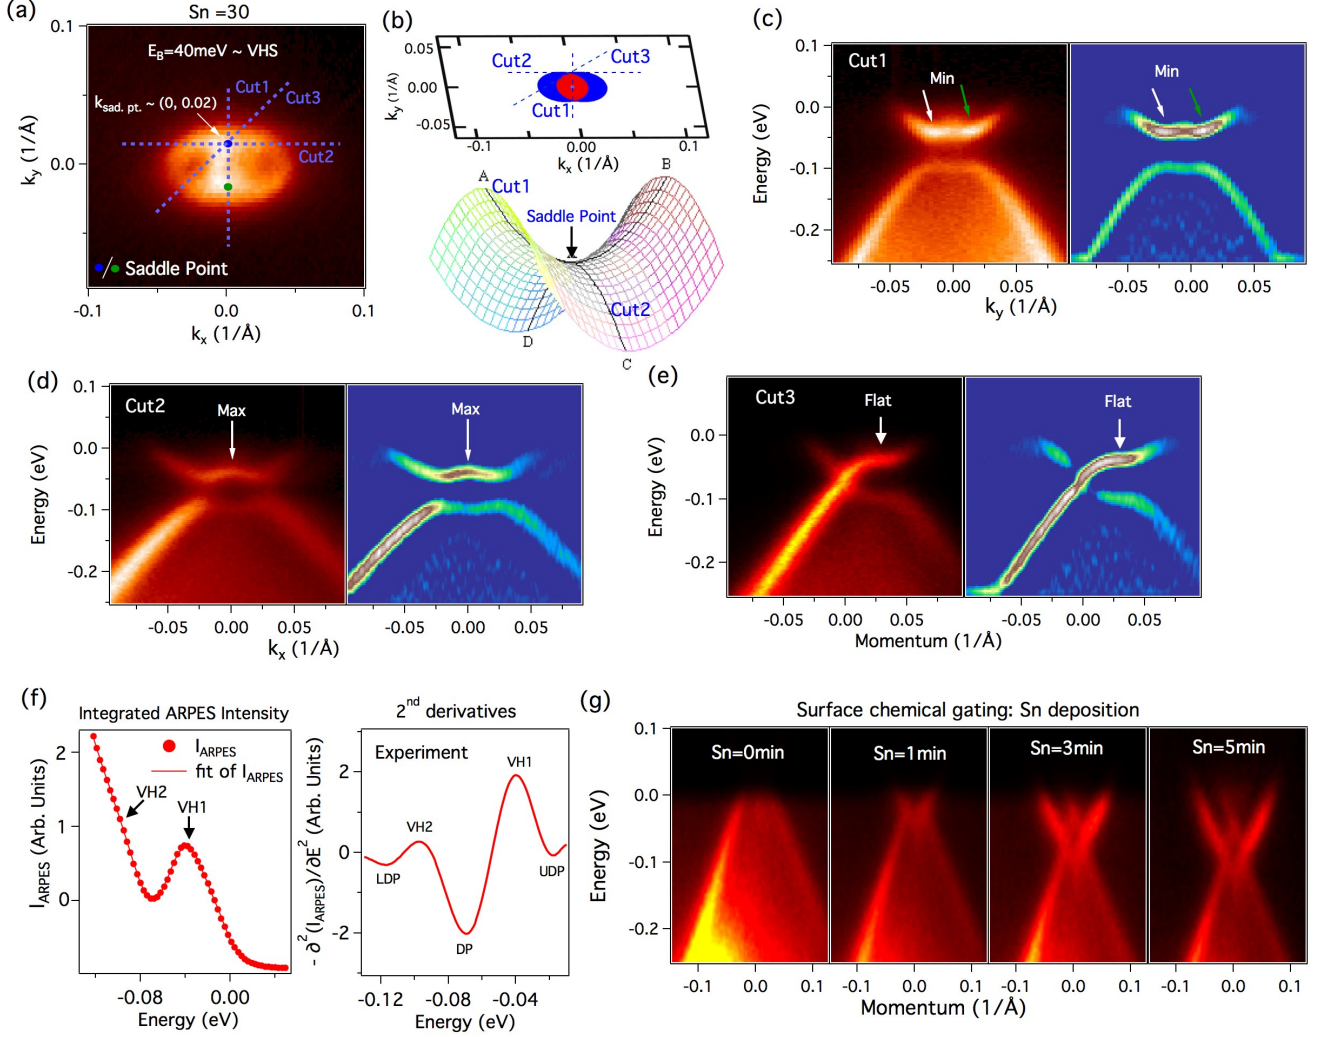 (a)
Sn =30
0.1
0.0
-0.1
0.0
0.1
k_y (1/Å)
k_x (1/Å)
E_B=40meV ~ VHS
k_sad. pt. ~ (0, 0.02)
Cut1
Cut3
Cut2
/ Saddle Point
(b)
0.05
0.00
-0.05
k_y (1/Å)
Cut2
Cut3
Cut1
-0.1
0.00
0.1
k_x (1/Å)
A
B
Cut1
Saddle Point
Cut2
D
C
(c)
0.1
0.0
-0.1
-0.2
Energy (eV)
Cut1
Min
Min
-0.05 0.00 0.05
-0.05 0.00 0.05
k_y (1/Å)
(d)
0.1
0.0
-0.1
-0.2
Energy (eV)
Cut2
Max
Max
-0.05 0.00 0.05
-0.05 0.00 0.05
k_x (1/Å)
(e)
0.0
-0.1
-0.2
Energy (eV)
Cut3
Flat
Flat
-0.05 0.00 0.05
-0.05 0.00 0.05
Momentum (1/Å)
(f)
Integrated ARPES Intensity
2
1
0
I_ARPES (Arb. Units)
I_ARPES
fit of I_ARPES
VH2
VH1
-0.08
0.00
Energy (eV)
2^nd derivatives
Experiment
2
0
-2
- ∂²(I_ARPES)/∂E² (Arb. Units)
VH1
VH2
LDP
UDP
DP
-0.12 -0.08 -0.04
Energy (eV)
(g)
Surface chemical gating: Sn deposition
0.1
0.0
-0.1
-0.2
Energy (eV)
Sn=0min
Sn=1min
Sn=3min
Sn=5min
-0.1 0.0 0.1
-0.1 0.0 0.1
-0.1 0.0 0.1
-0.1 0.0 0.1
Momentum (1/Å)